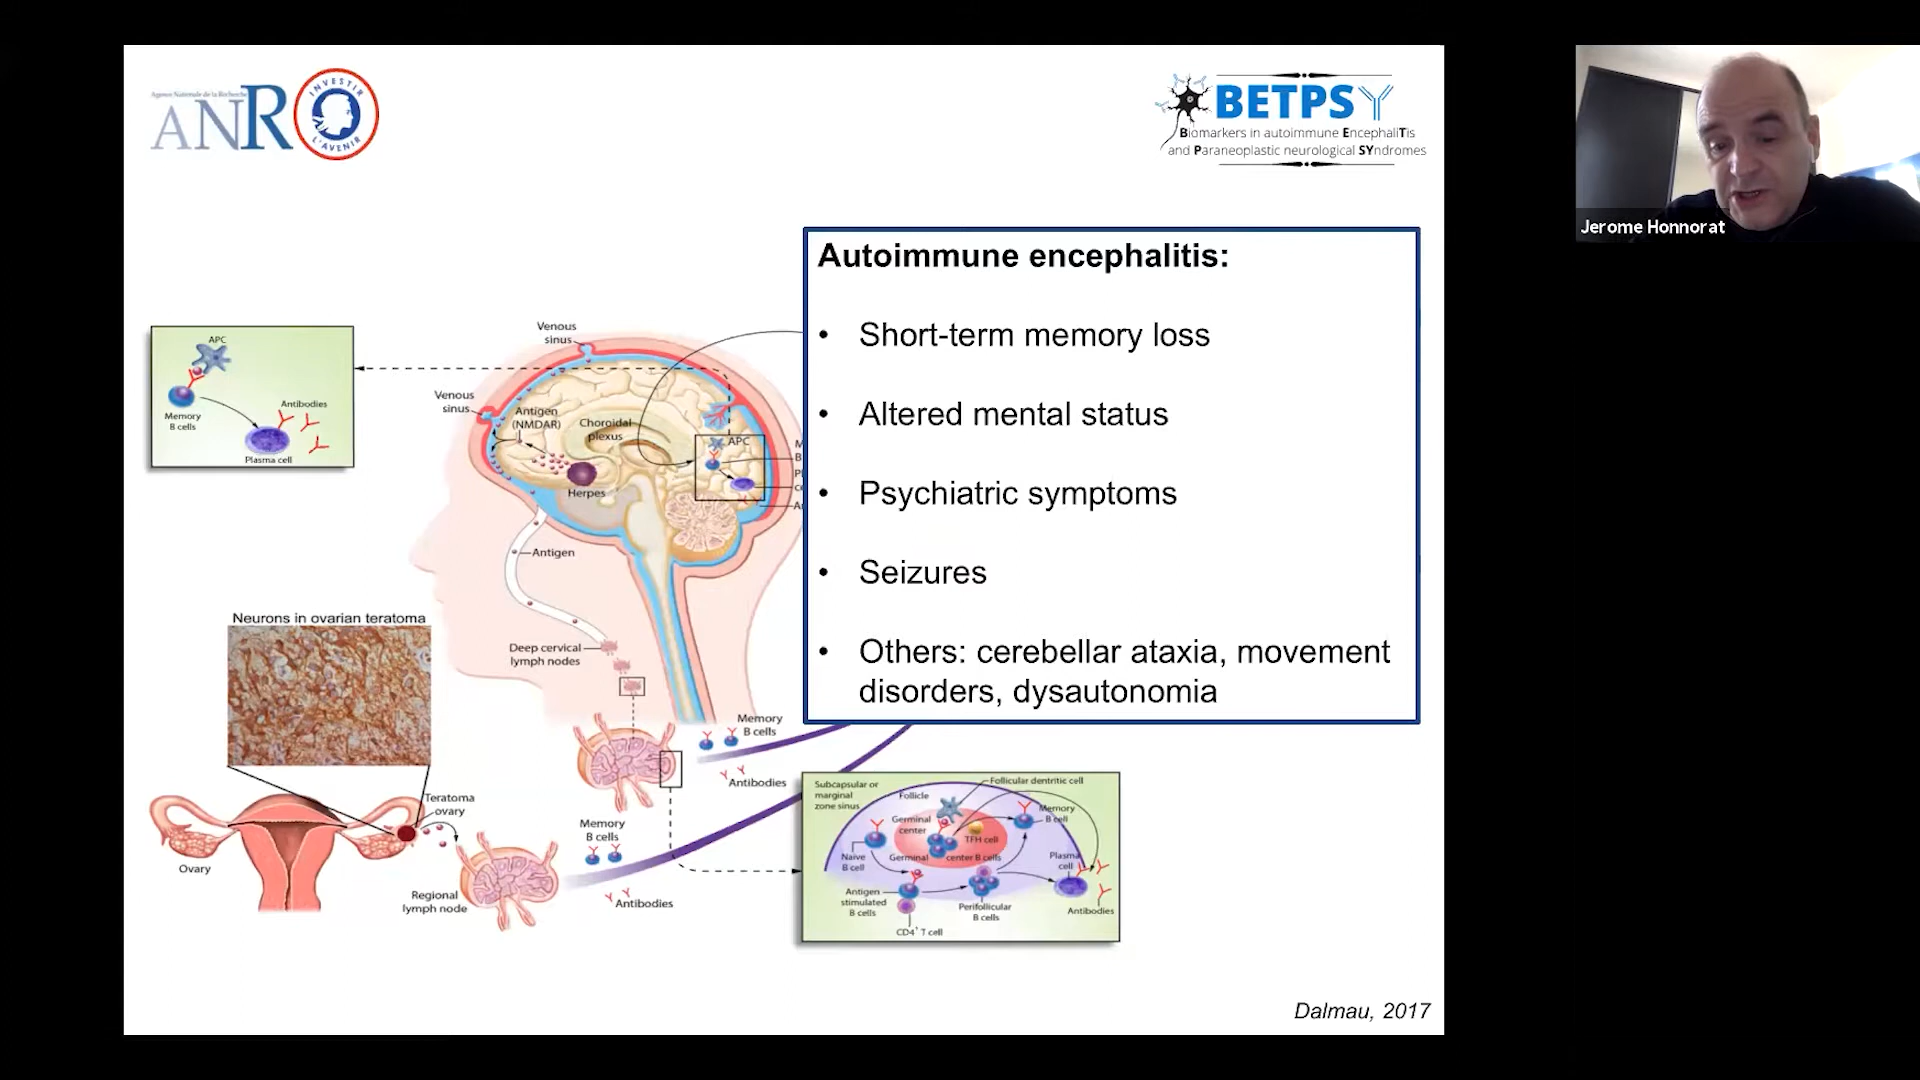 Agence Nationale de la Recherche
ANR
INVESTIR
L'AVENIR
BETPSY
Biomarkers in autoimmune EncephaliTis
and Paraneoplastic neurological SYndromes
Jerome Honnorat
Autoimmune encephalitis:
• Short-term memory loss
• Altered mental status
• Psychiatric symptoms
• Seizures
• Others: cerebellar ataxia, movement
disorders, dysautonomia
APC
Memory
B cells
Antibodies
Plasma cell
Venous
sinus
Venous
sinus
Antigen
(NMDAR)
Choroidal
plexus
APC
Herpes
Antigen
Deep cervical
lymph nodes
Neurons in ovarian teratoma
Memory
B cells
Antibodies
Teratoma
ovary
Ovary
Memory
B cells
Regional
lymph node
Antibodies
Subcapsular or
marginal
zone sinus
Follicle
Follicular dentritic cell
Germinal
center
Memory
B cell
TFH cell
Naive
B cell
Germinal center B cells
Plasma
cell
Antigen
stimulated
B cells
Perifollicular
B cells
Antibodies
CD4+ T cell
Dalmau, 2017